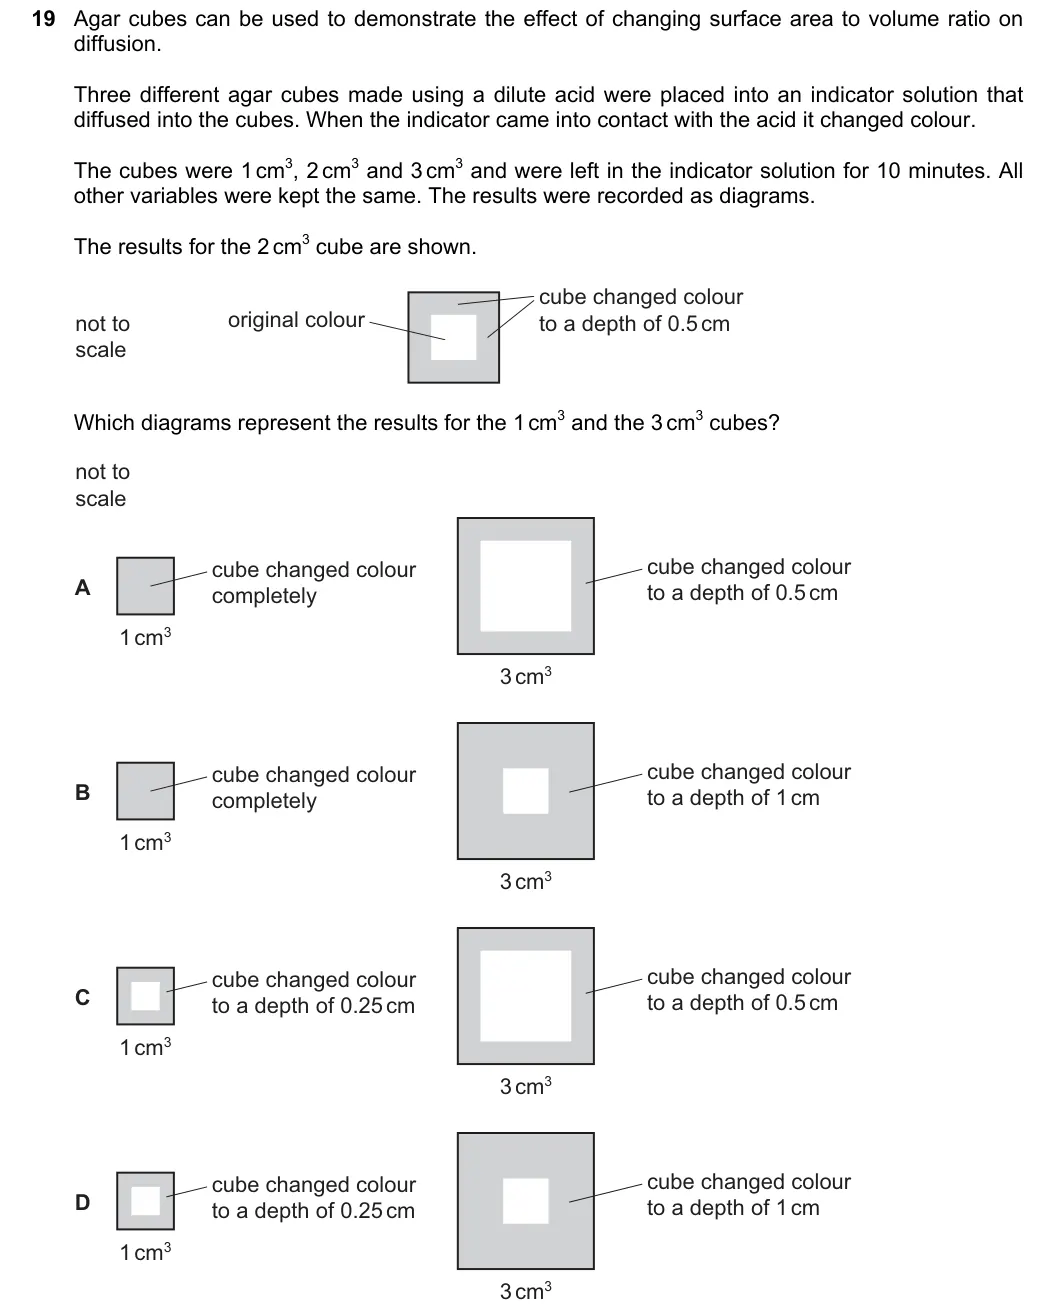 19 Agar cubes can be used to demonstrate the effect of changing surface area to volume ratio on
diffusion.
Three different agar cubes made using a dilute acid were placed into an indicator solution that
diffused into the cubes. When the indicator came into contact with the acid it changed colour.
The cubes were 1 cm³, 2 cm³ and 3 cm³ and were left in the indicator solution for 10 minutes. All
other variables were kept the same. The results were recorded as diagrams.
The results for the 2 cm³ cube are shown.
not to
scale
original colour
cube changed colour
to a depth of 0.5 cm
Which diagrams represent the results for the 1 cm³ and the 3 cm³ cubes?
not to
scale
A
cube changed colour
completely
1 cm³
cube changed colour
to a depth of 0.5 cm
3 cm³
B
cube changed colour
completely
1 cm³
cube changed colour
to a depth of 1 cm
3 cm³
C
cube changed colour
to a depth of 0.25 cm
1 cm³
cube changed colour
to a depth of 0.5 cm
3 cm³
D
cube changed colour
to a depth of 0.25 cm
1 cm³
cube changed colour
to a depth of 1 cm
3 cm³